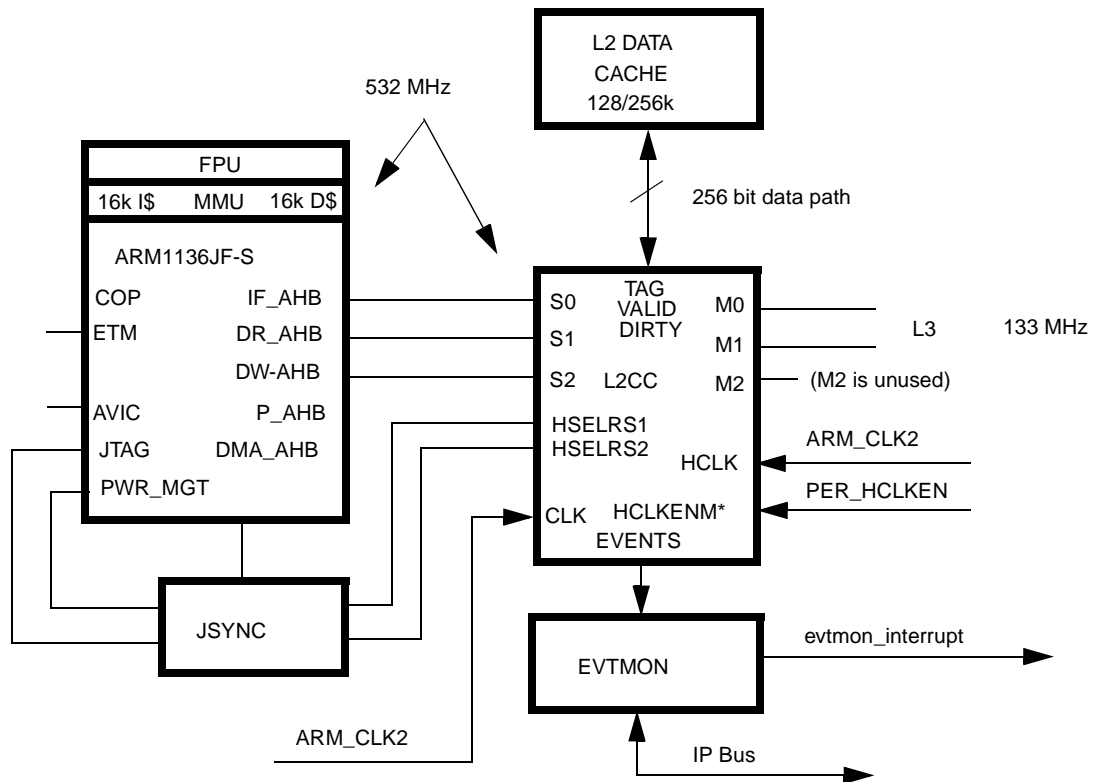 L2 DATA
CACHE
128/256k
532 MHz
FPU
16k I$ MMU 16k D$
256 bit data path
ARM1136JF-S
COP IF_AHB
ETM DR_AHB
DW-AHB
AVIC P_AHB
JTAG DMA_AHB
PWR_MGT
TAG
VALID
DIRTY
S0 M0
S1 M1
S2 L2CC M2
HSELRS1
HSELRS2
HCLK
CLK HCLKENM*
EVENTS
L3 133 MHz
(M2 is unused)
ARM_CLK2
PER_HCLKEN
JSYNC
EVTMON
evtmon_interrupt
ARM_CLK2
IP Bus